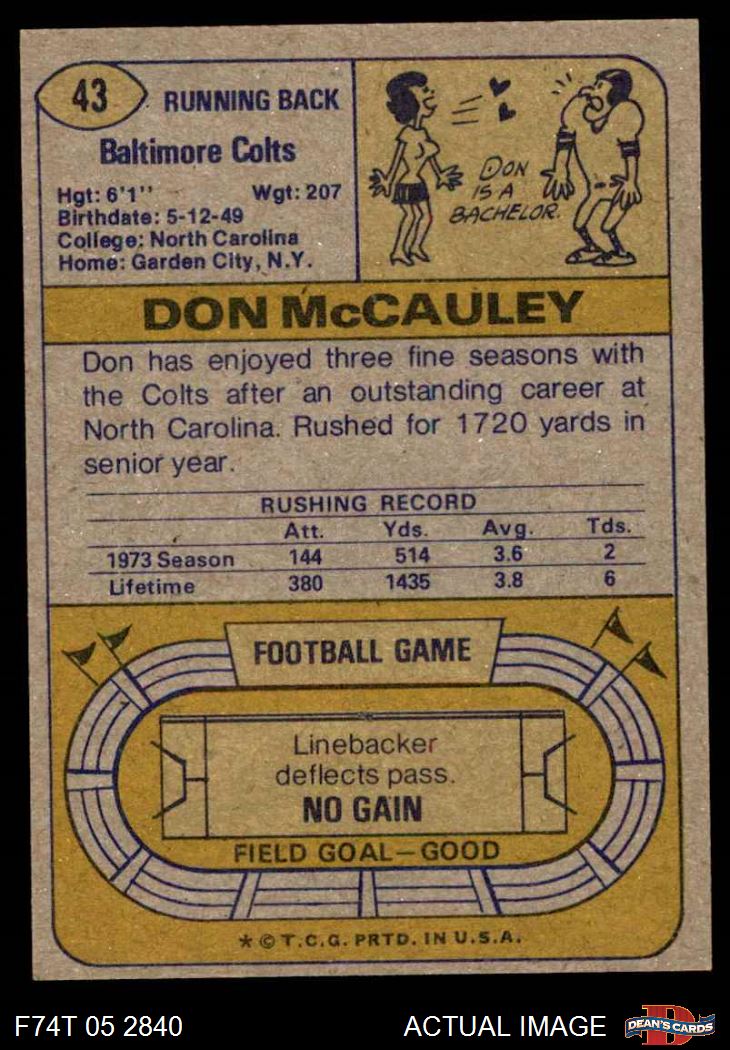 43
RUNNING BACK
Baltimore Colts
Hgt: 6'1'' Wgt: 207
Birthdate: 5-12-49
College: North Carolina
Home: Garden City, N.Y.
DON
IS A
BACHELOR.
DON McCAULEY
Don has enjoyed three fine seasons with
the Colts after an outstanding career at
North Carolina. Rushed for 1720 yards in
senior year.
RUSHING RECORD
Att. Yds. Avg. Tds.
1973 Season 144 514 3.6 2
Lifetime 380 1435 3.8 6
FOOTBALL GAME
Linebacker
deflects pass.
NO GAIN
FIELD GOAL—GOOD
* © T.C.G. PRTD. IN U.S.A.
F74T 05 2840 ACTUAL IMAGE
D
DEAN'S CARDS